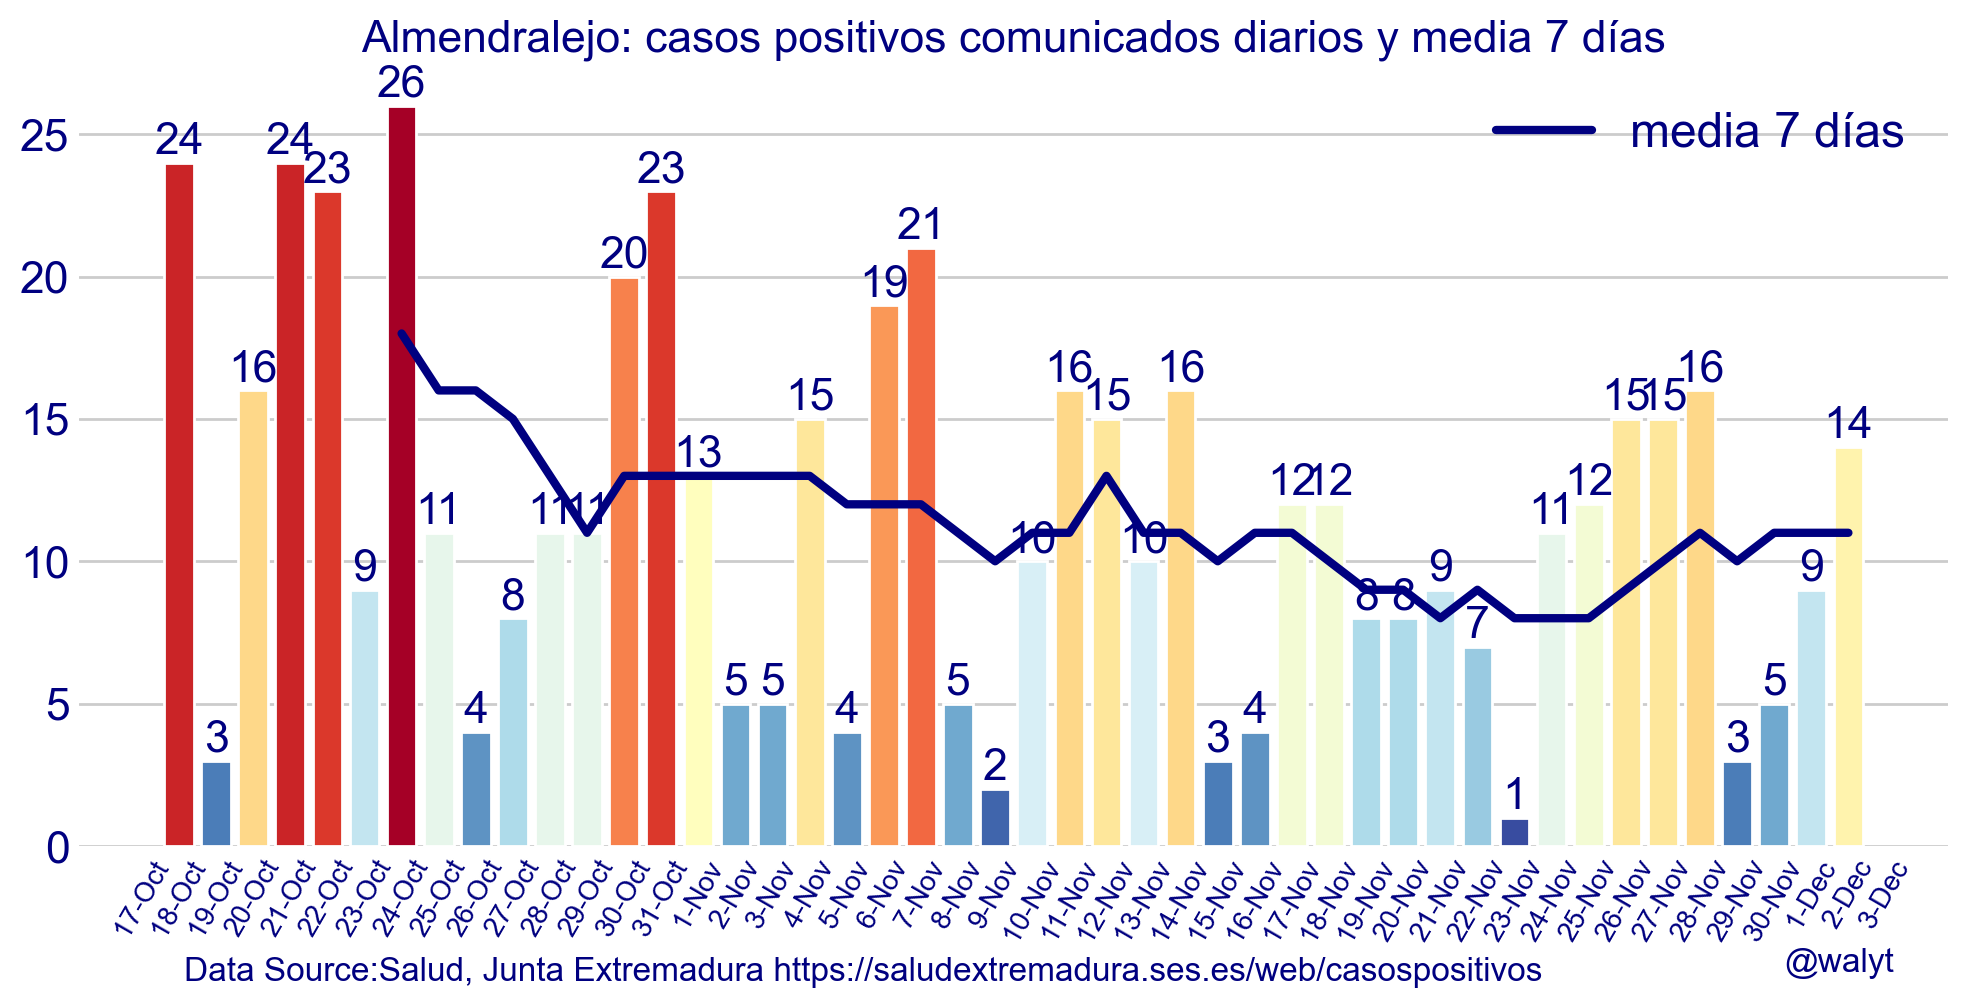 Almendralejo: casos positivos comunicados diarios y media 7 días
media 7 días
25
20
15
10
5
0
24
3
16
24
23
9
26
11
4
8
11
11
20
23
13
5
5
15
4
19
21
5
2
10
16
15
10
16
3
4
12
12
8
8
9
7
1
11
12
15
15
16
3
5
9
14
17-Oct
18-Oct
19-Oct
20-Oct
21-Oct
22-Oct
23-Oct
24-Oct
25-Oct
26-Oct
27-Oct
28-Oct
29-Oct
30-Oct
31-Oct
1-Nov
2-Nov
3-Nov
4-Nov
5-Nov
6-Nov
7-Nov
8-Nov
9-Nov
10-Nov
11-Nov
12-Nov
13-Nov
14-Nov
15-Nov
16-Nov
17-Nov
18-Nov
19-Nov
20-Nov
21-Nov
22-Nov
23-Nov
24-Nov
25-Nov
26-Nov
27-Nov
28-Nov
29-Nov
30-Nov
1-Dec
2-Dec
3-Dec
Data Source:Salud, Junta Extremadura https://saludextremadura.ses.es/web/casospositivos
@walyt